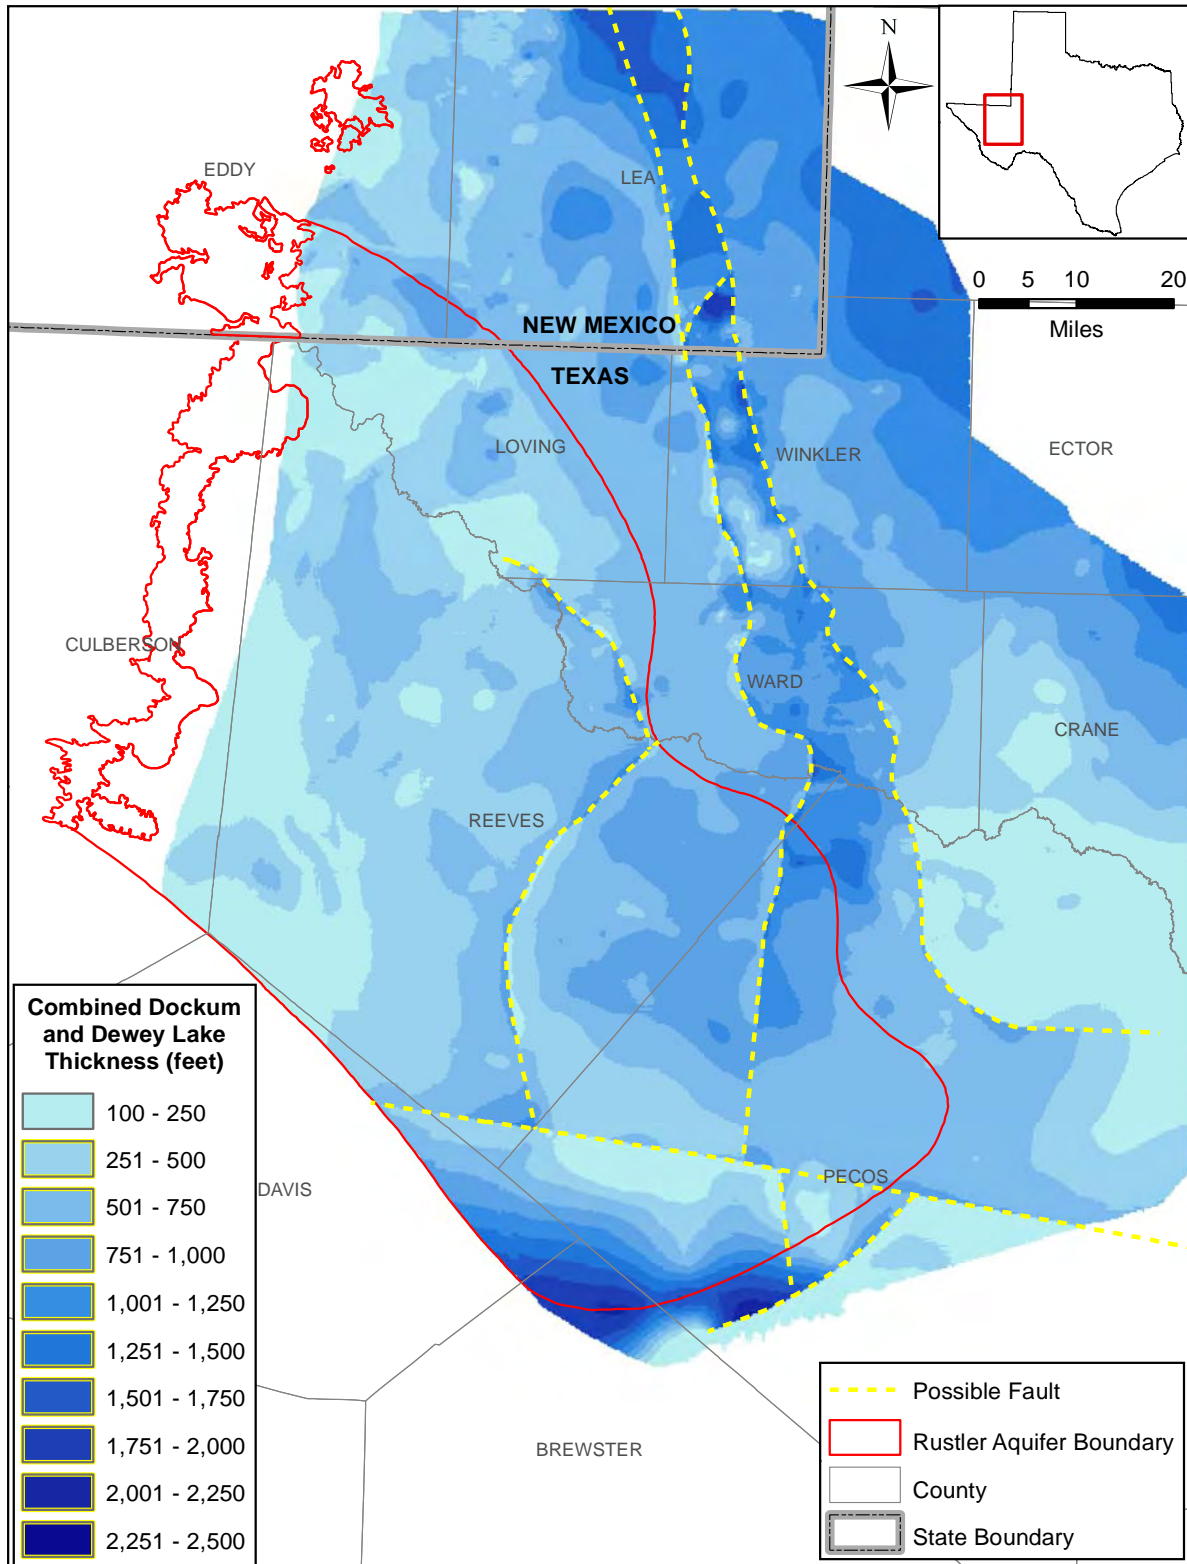 N
EDDY
LEA
0 5 10 20
Miles
NEW MEXICO
TEXAS
LOVING
WINKLER
ECTOR
CULBERSON
WARD
CRANE
REEVES
PECOS
DAVIS
BREWSTER
Combined Dockum
and Dewey Lake
Thickness (feet)
100 - 250
251 - 500
501 - 750
751 - 1,000
1,001 - 1,250
1,251 - 1,500
1,501 - 1,750
1,751 - 2,000
2,001 - 2,250
2,251 - 2,500
Possible Fault
Rustler Aquifer Boundary
County
State Boundary